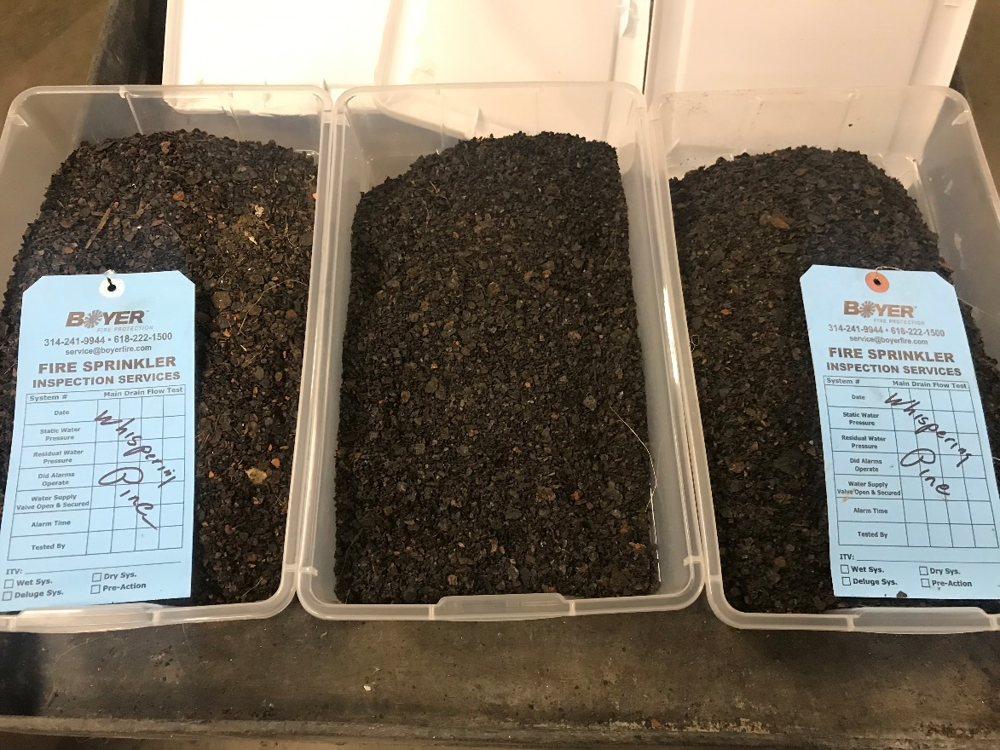 BOYER™
FIRE PROTECTION
314-241-9944 • 618-222-1500
service@boyerfire.com
FIRE SPRINKLER
INSPECTION SERVICES
System # Main Drain Flow Test
Date
Static Water
Pressure
Residual Water
Pressure
Did Alarms
Operate
Water Supply
Valve Open & Secured
Alarm Time
Tested By
Whispering
Pine
ITV:
Wet Sys. Dry Sys.
Deluge Sys. Pre-Action
BOYER™
FIRE PROTECTION
314-241-9944 • 618-222-1500
service@boyerfire.com
FIRE SPRINKLER
INSPECTION SERVICES
System # Main Drain Flow Test
Date
Static Water
Pressure
Residual Water
Pressure
Did Alarms
Operate
Water Supply
Valve Open & Secured
Alarm Time
Tested By
Whispering
Pine
ITV:
Wet Sys. Dry Sys.
Deluge Sys. Pre-Action